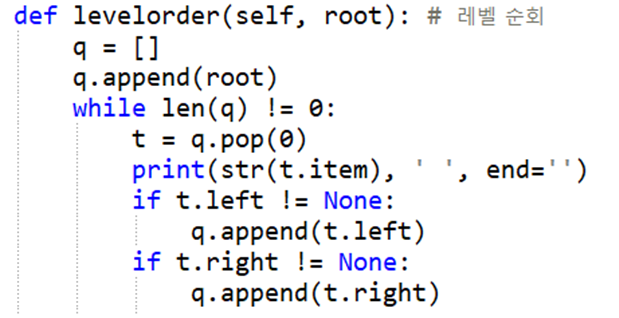 def levelorder(self, root): # 레벨 순회
    q = []
    q.append(root)
    while len(q) != 0:
        t = q.pop(0)
        print(str(t.item), ' ', end='')
        if t.left != None:
            q.append(t.left)
        if t.right != None:
            q.append(t.right)